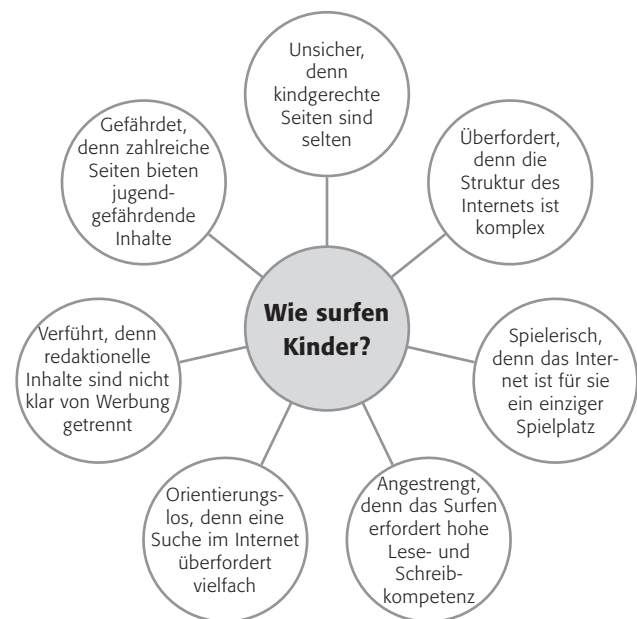 Unsicher,
denn
kindgerechte
Seiten sind
selten
Gefährdet,
denn zahlreiche
Seiten bieten
jugend-
gefährdende
Inhalte
Überfordert,
denn die
Struktur des
Internets ist
komplex
Wie surfen
Kinder?
Verführt, denn
redaktionelle
Inhalte sind nicht
klar von Werbung
getrennt
Spielerisch,
denn das Inter-
net ist für sie
ein einziger
Spielplatz
Orientierungs-
los, denn eine
Suche im Internet
überfordert
vielfach
Angestrengt,
denn das Surfen
erfordert hohe
Lese- und
Schreib-
kompetenz